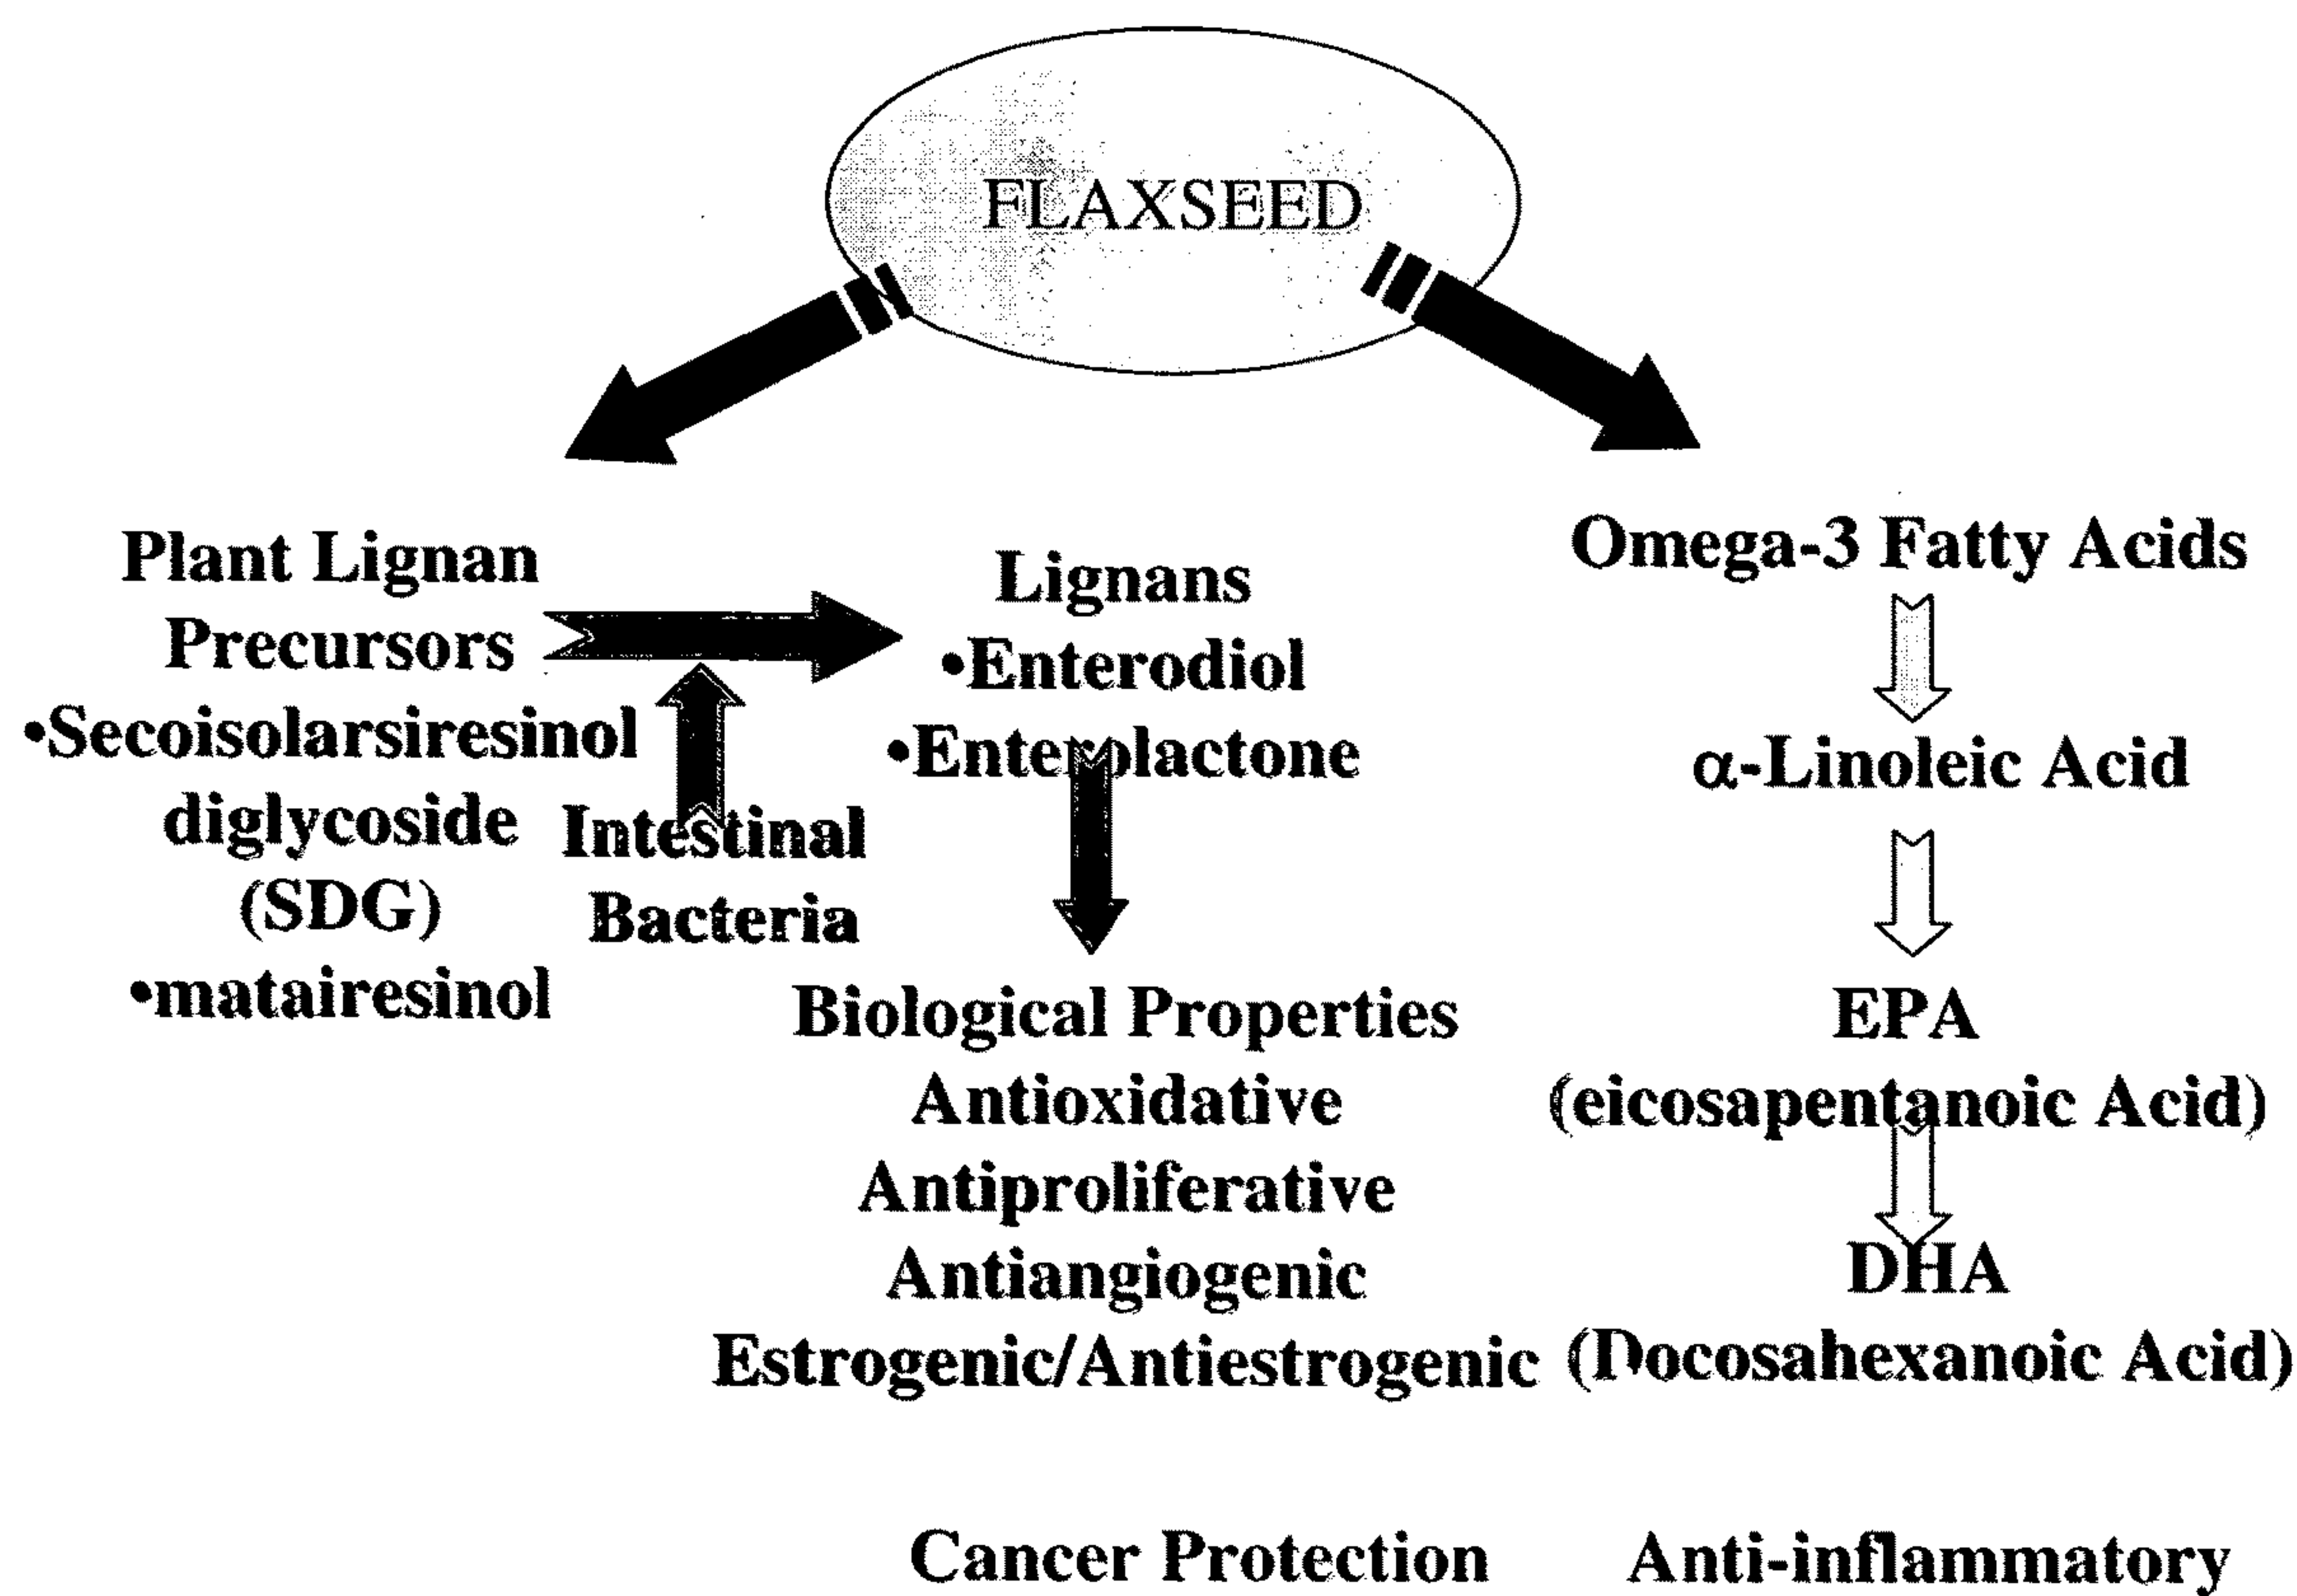 FLAXSEED
Plant Lignan
Precursors
•Secoisolarsiresinol
diglycoside
(SDG)
•matairesinol
Intestinal
Bacteria
Lignans
•Enterodiol
•Enterolactone
Biological Properties
Antioxidative
Antiproliferative
Antiangiogenic
Estrogenic/Antiestrogenic
Cancer Protection
Omega-3 Fatty Acids
α-Linoleic Acid
EPA
(eicosapentanoic Acid)
DHA
(Docosahexanoic Acid)
Anti-inflammatory